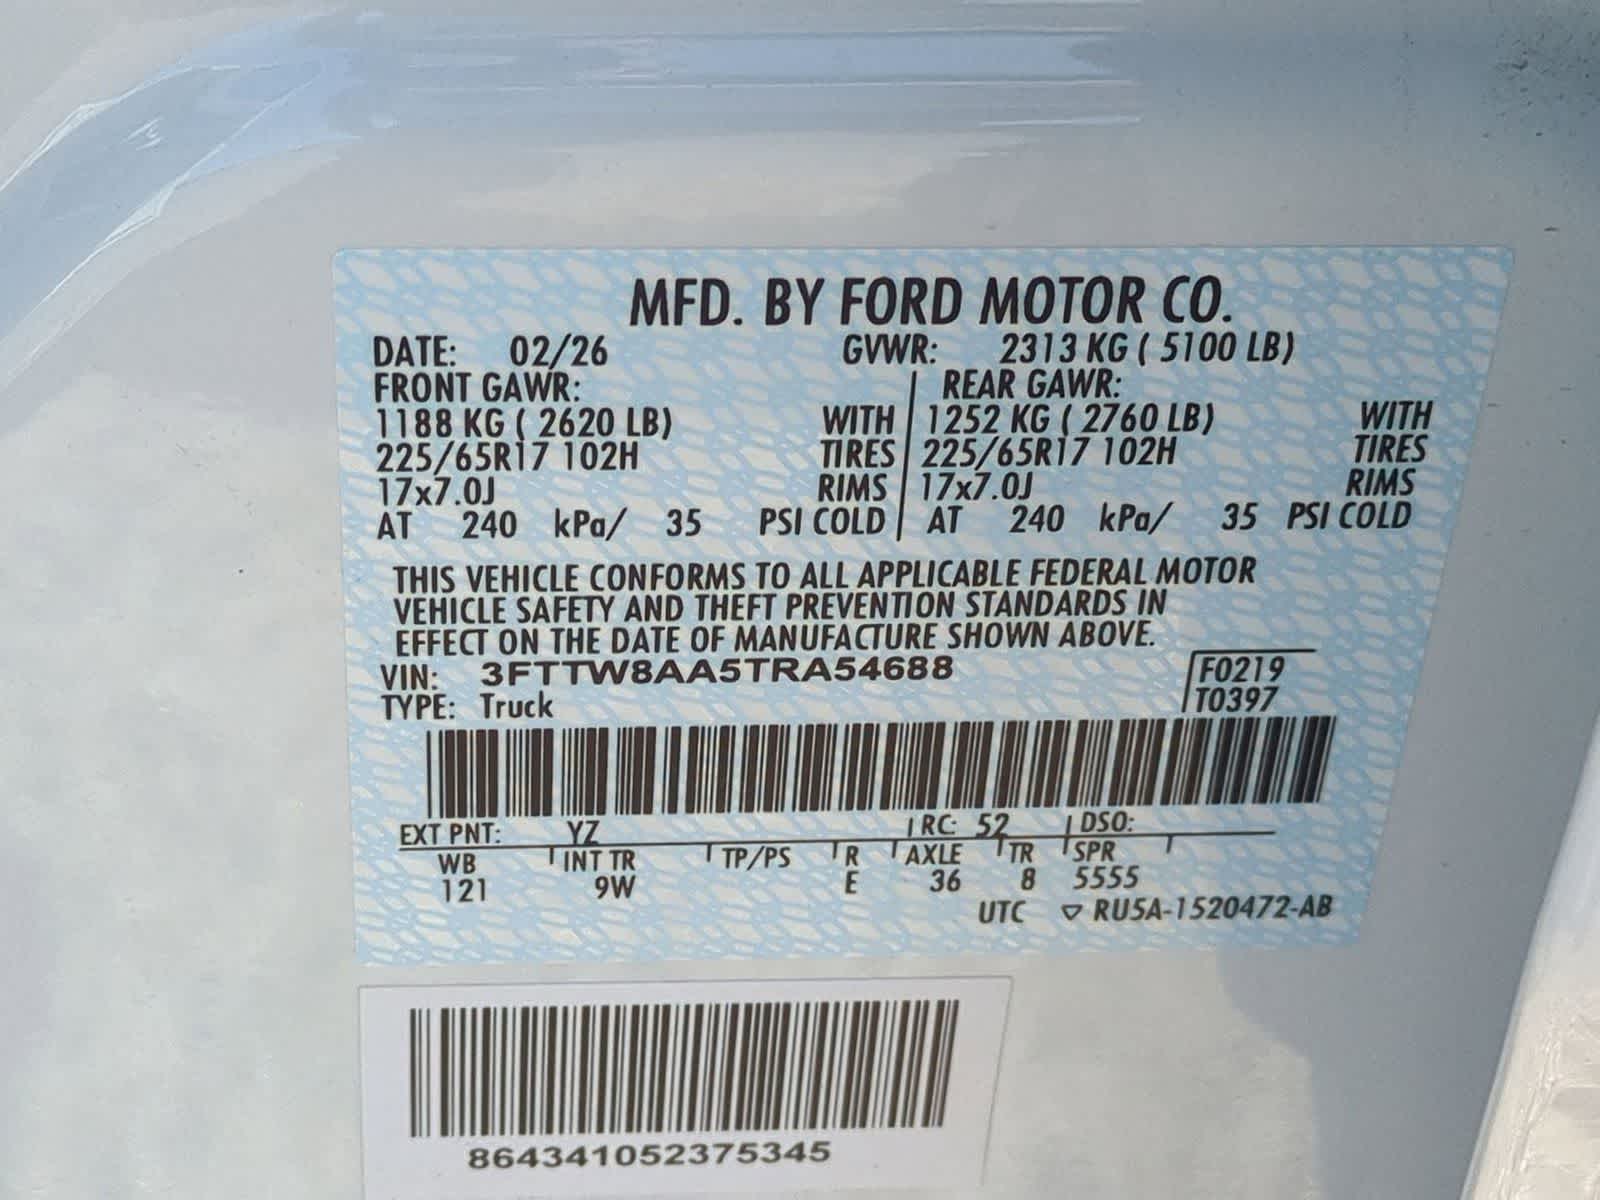 MFD. BY FORD MOTOR CO.
DATE: 02/26 GVWR: 2313 KG ( 5100 LB)
FRONT GAWR: REAR GAWR:
1188 KG ( 2620 LB) WITH 1252 KG ( 2760 LB) WITH
225/65R17 102H TIRES 225/65R17 102H TIRES
17x7.0J RIMS 17x7.0J RIMS
AT 240 kPa/ 35 PSI COLD AT 240 kPa/ 35 PSI COLD
THIS VEHICLE CONFORMS TO ALL APPLICABLE FEDERAL MOTOR
VEHICLE SAFETY AND THEFT PREVENTION STANDARDS IN
EFFECT ON THE DATE OF MANUFACTURE SHOWN ABOVE.
VIN: 3FTTW8AA5TRA54688 F0219
TYPE: Truck T0397
EXT PNT: YZ RC: 52 DSO:
WB INT TR TP/PS R AXLE TR SPR
121 9W E 36 8 5555
UTC ▽ RU5A-1520472-AB
864341052375345